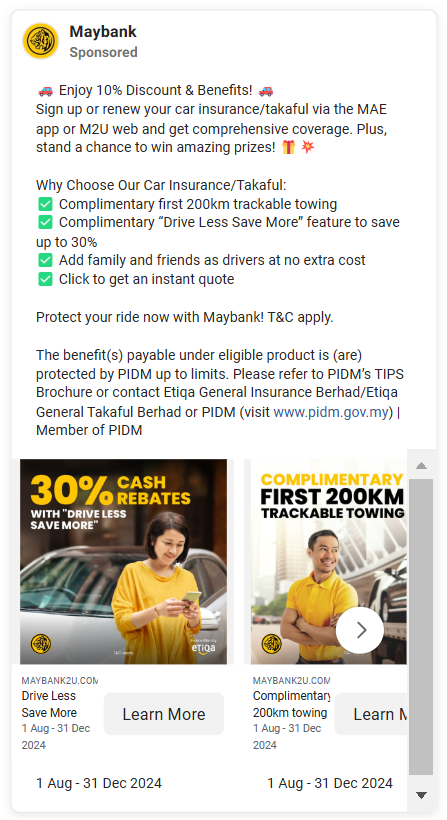 Maybank
Sponsored
🚗 Enjoy 10% Discount & Benefits! 🚗
Sign up or renew your car insurance/takaful via the MAE
app or M2U web and get comprehensive coverage. Plus,
stand a chance to win amazing prizes! 🎁 💥
Why Choose Our Car Insurance/Takaful:
✅ Complimentary first 200km trackable towing
✅ Complimentary “Drive Less Save More” feature to save
up to 30%
✅ Add family and friends as drivers at no extra cost
✅ Click to get an instant quote
Protect your ride now with Maybank! T&C apply.
The benefit(s) payable under eligible product is (are)
protected by PIDM up to limits. Please refer to PIDM’s TIPS
Brochure or contact Etiqa General Insurance Berhad/Etiqa
General Takaful Berhad or PIDM (visit www.pidm.gov.my) |
Member of PIDM
30% CASH
REBATES
WITH "DRIVE LESS
SAVE MORE"
etiqa
COMPLIMENTARY
FIRST 200KM
TRACKABLE TOWING
MAYBANK2U.COM
Drive Less
Save More
1 Aug - 31 Dec
2024
Learn More
MAYBANK2U.COM
Complimentary
200km towing
1 Aug - 31 Dec
2024
Learn M
1 Aug - 31 Dec 2024
1 Aug - 31 Dec 2024